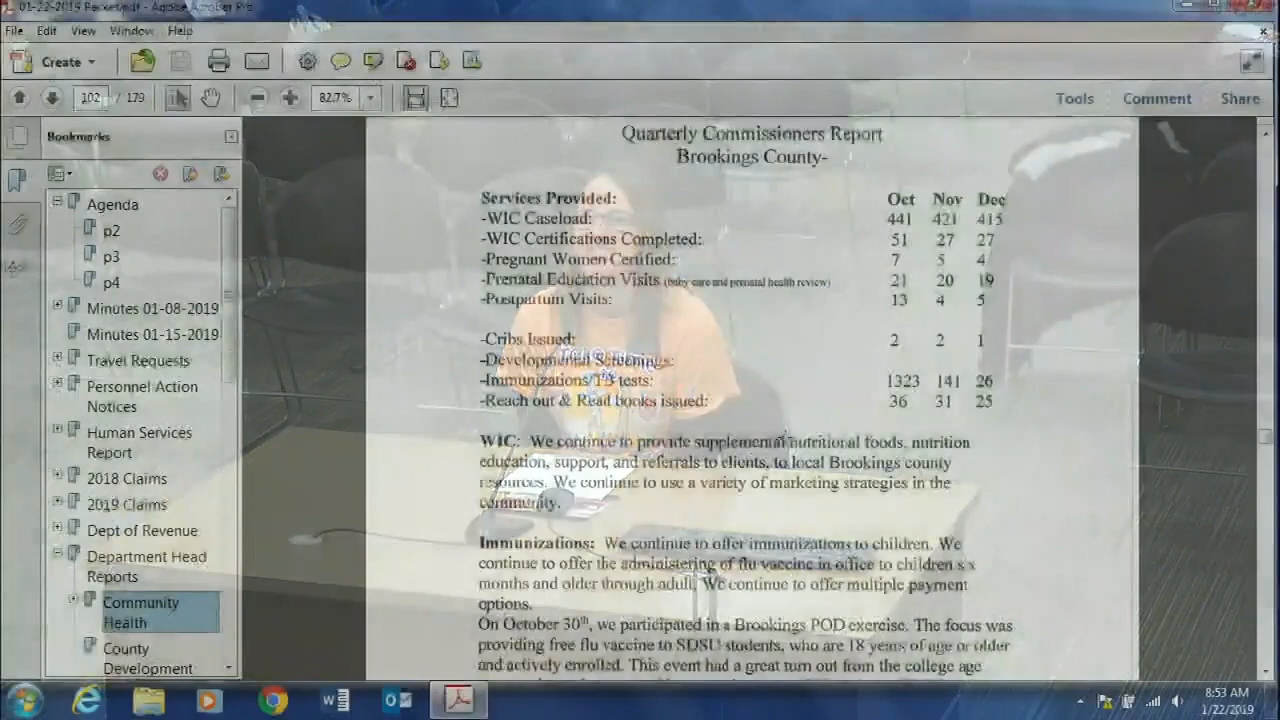 01-22-2019 Packet.pdf - Adobe Acrobat Pro
File Edit View Window Help
Create
102 / 179 82.7% Tools Comment Share
Bookmarks
Agenda
p2
p3
p4
Minutes 01-08-2019
Minutes 01-15-2019
Travel Requests
Personnel Action
Notices
Human Services
Report
2018 Claims
2019 Claims
Dept of Revenue
Department Head
Reports
Community
Health
County
Development
Quarterly Commissioners Report
Brookings County-
Services Provided: Oct Nov Dec
-WIC Caseload: 441 421 415
-WIC Certifications Completed: 51 27 27
-Pregnant Women Certified: 7 5 4
-Prenatal Education Visits (baby care and prenatal health review) 21 20 19
-Postpartum Visits: 13 4 5
-Cribs Issued: 2 2 1
-Developmental Screenings:
-Immunizations/TB tests: 1323 141 26
-Reach out & Read books issued: 36 31 25
WIC: We continue to provide supplemental nutritional foods, nutrition
education, support, and referrals to clients, to local Brookings county
resources. We continue to use a variety of marketing strategies in the
community.
Immunizations: We continue to offer immunizations to children. We
continue to offer the administering of flu vaccine in office to children six
months and older through adult. We continue to offer multiple payment
options.
On October 30th, we participated in a Brookings POD exercise. The focus was
providing free flu vaccine to SDSU students, who are 18 years of age or older
and actively enrolled. This event had a great turn out from the college age
8:53 AM
1/22/2019